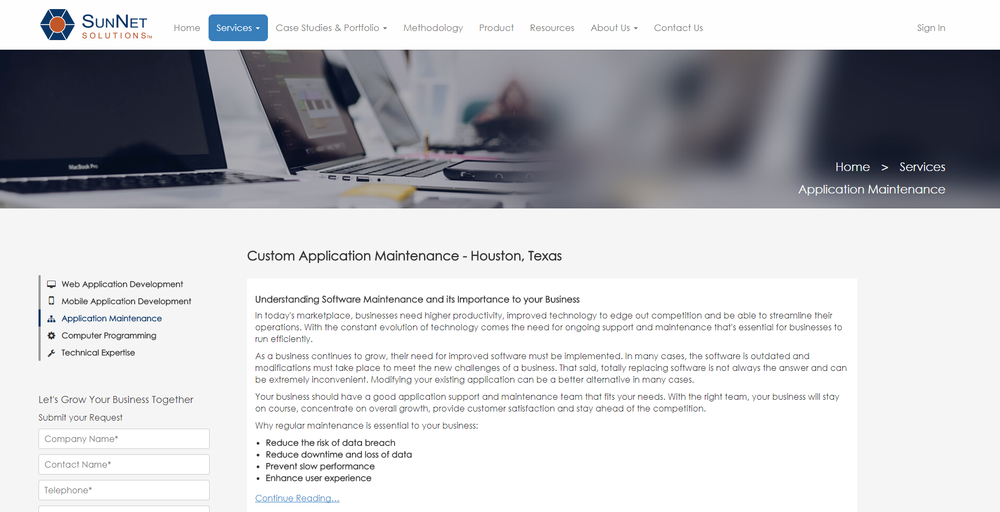 SUNNET
SOLUTIONS™
Home
Services
Case Studies & Portfolio
Methodology
Product
Resources
About Us
Contact Us
Sign In
MacBook Pro
Home > Services
Application Maintenance
Custom Application Maintenance - Houston, Texas
Web Application Development
Mobile Application Development
Application Maintenance
Computer Programming
Technical Expertise
Let's Grow Your Business Together
Submit your Request
Company Name*
Contact Name*
Telephone*
Understanding Software Maintenance and its Importance to your Business
In today's marketplace, businesses need higher productivity, improved technology to edge out competition and be able to streamline their
operations. With the constant evolution of technology comes the need for ongoing support and maintenance that's essential for businesses to
run efficiently.
As a business continues to grow, their need for improved software must be implemented. In many cases, the software is outdated and
modifications must take place to meet the new challenges of a business. That said, totally replacing software is not always the answer and can
be extremely inconvenient. Modifying your existing application can be a better alternative in many cases.
Your business should have a good application support and maintenance team that fits your needs. With the right team, your business will stay
on course, concentrate on overall growth, provide customer satisfaction and stay ahead of the competition.
Why regular maintenance is essential to your business:
• Reduce the risk of data breach
• Reduce downtime and loss of data
• Prevent slow performance
• Enhance user experience
Continue Reading...